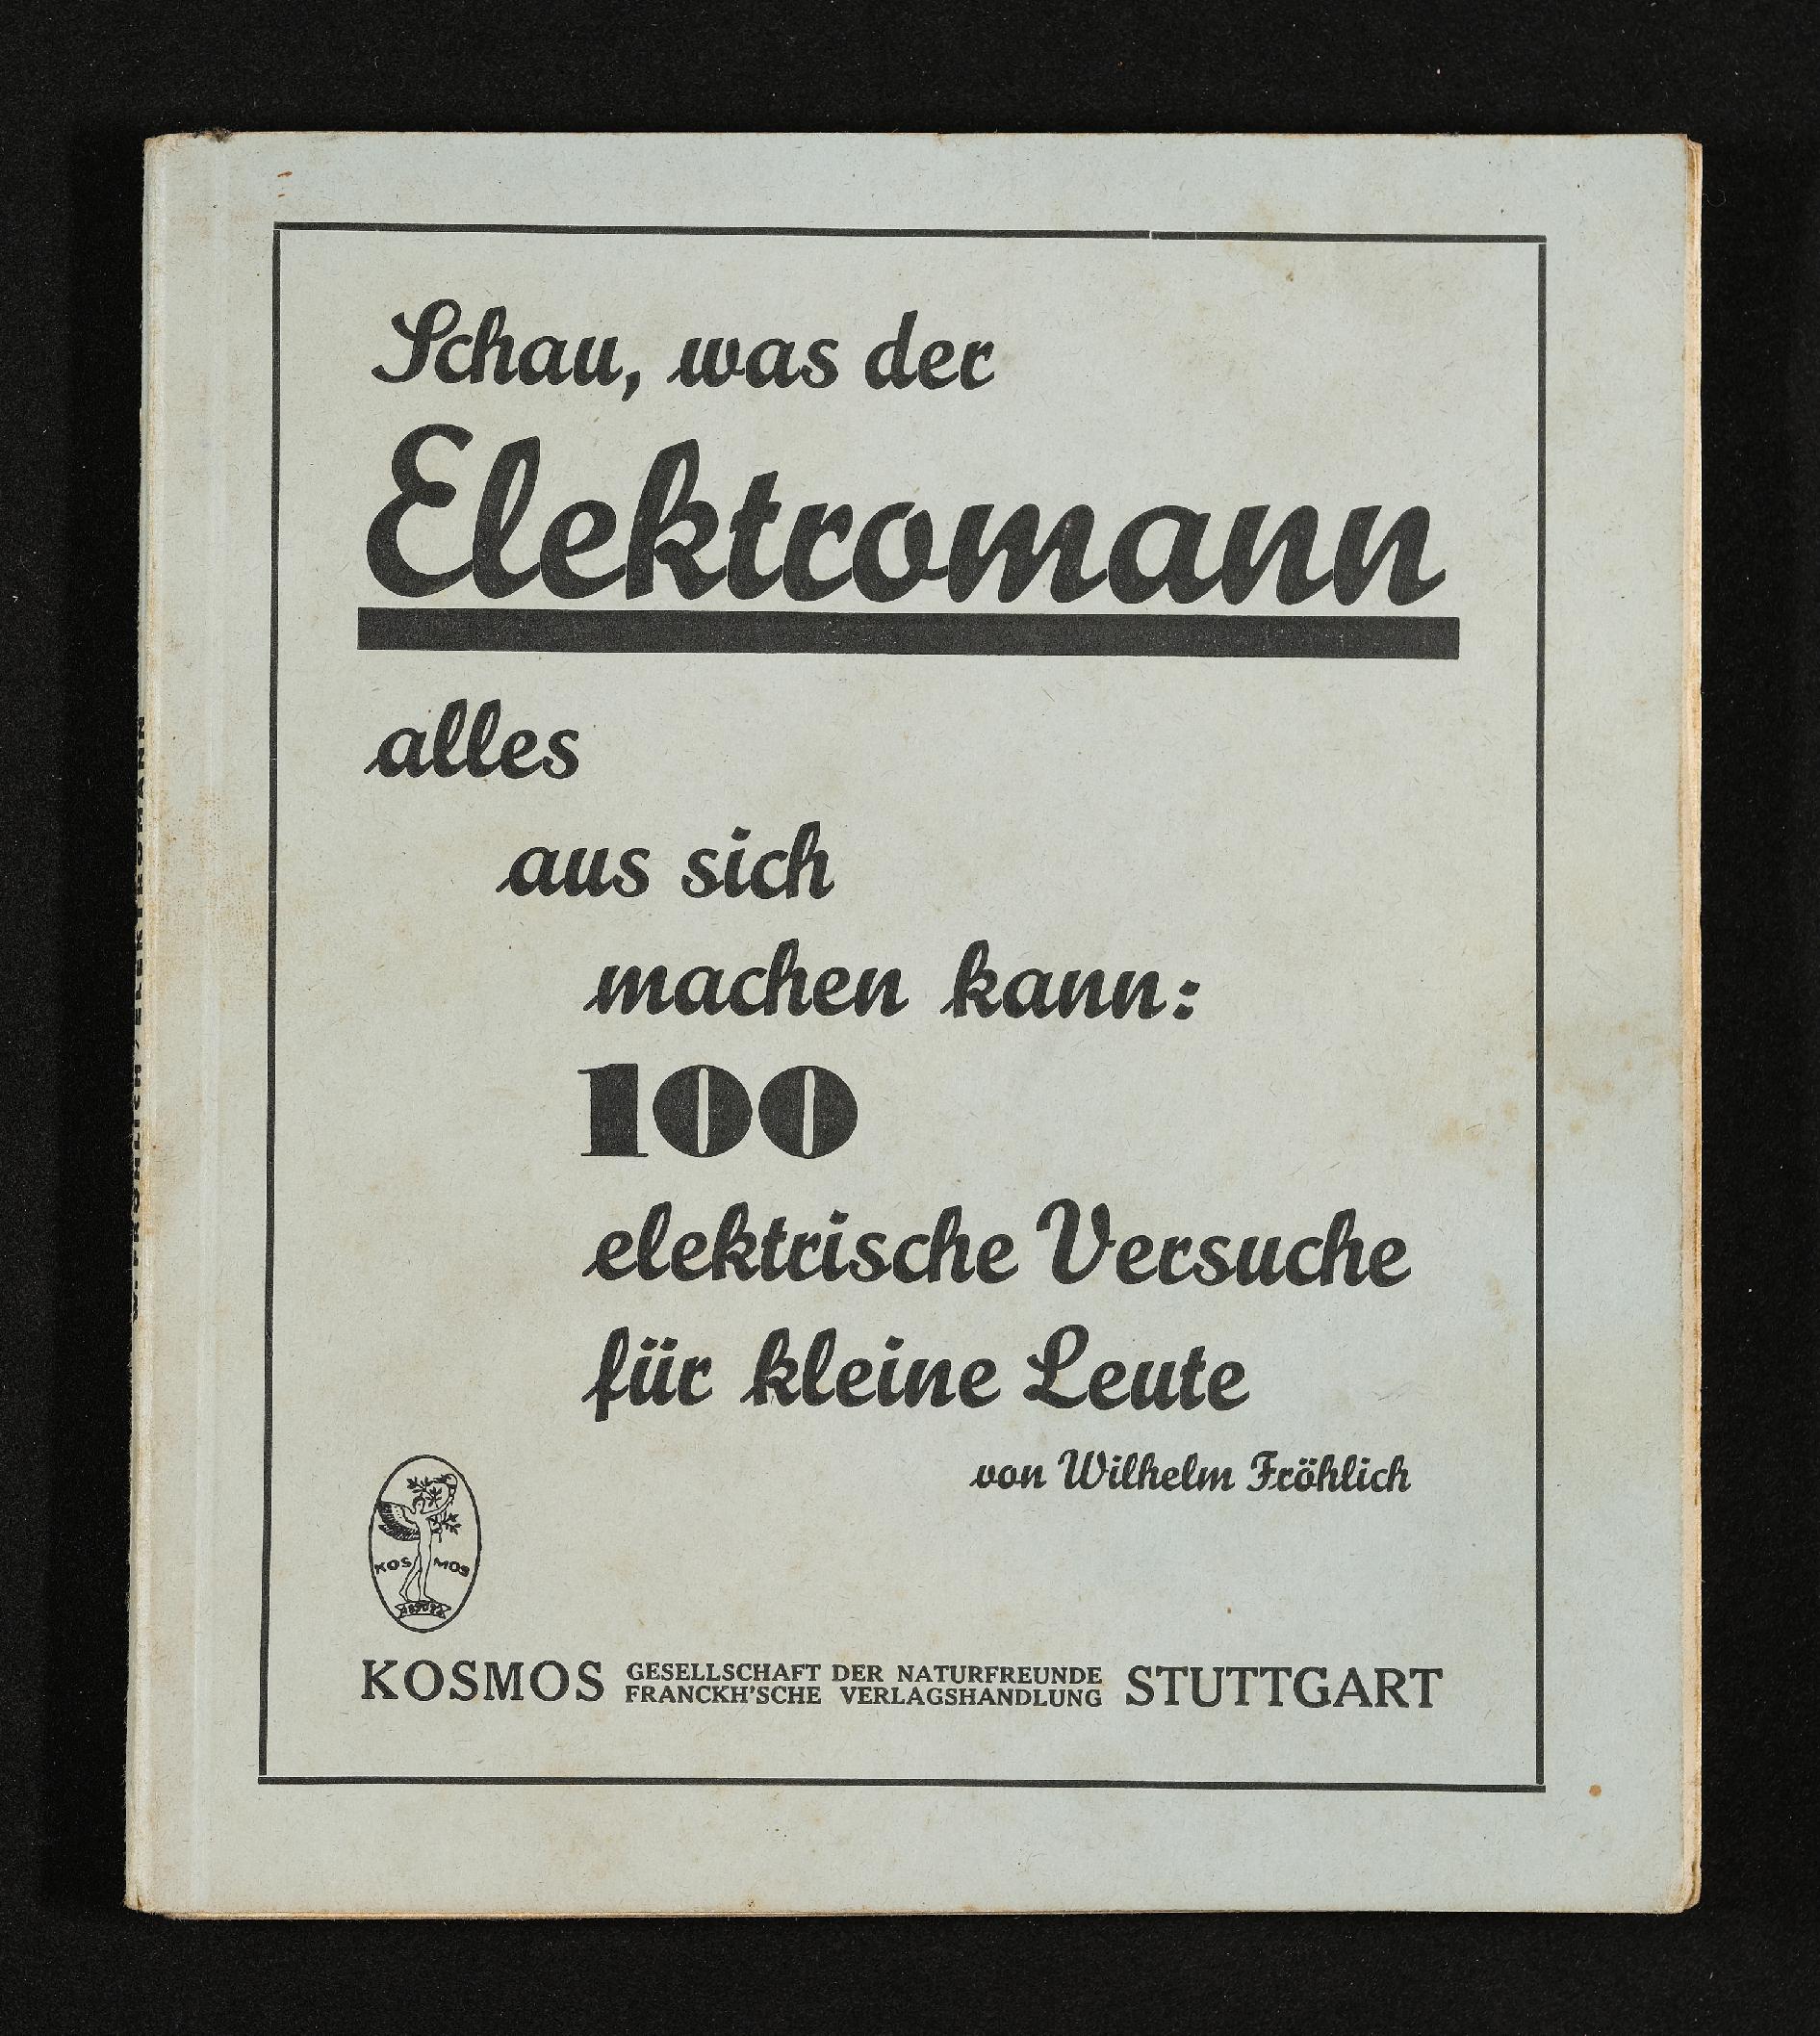 Schau, was der
Elektromann
alles
aus sich
machen kann:
100
elektrische Versuche
für kleine Leute
von Wilhelm Fröhlich
KOS MOS
KOSMOS GESELLSCHAFT DER NATURFREUNDE STUTTGART
FRANCKH'SCHE VERLAGSHANDLUNG